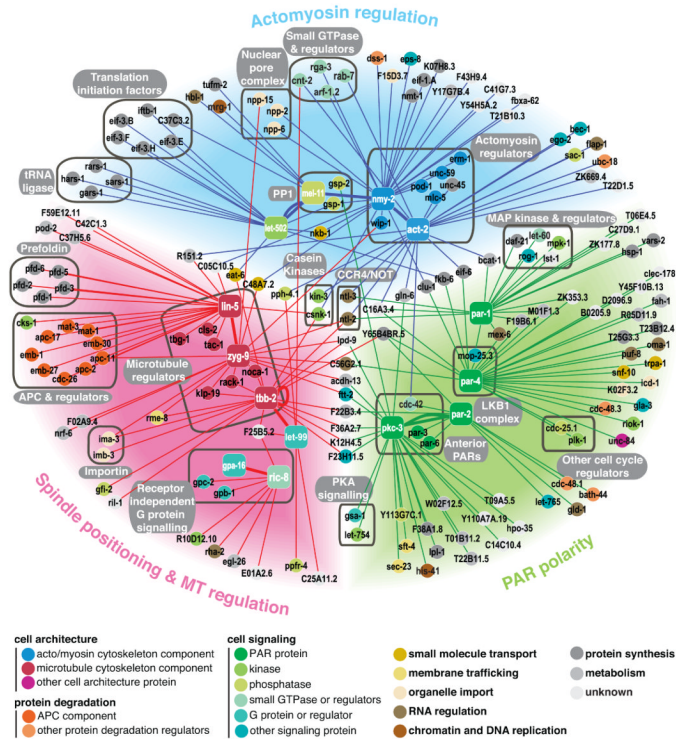 Actomyosin regulation
Small GTPase
& regulators
Nuclear
pore
complex
Translation
initiation factors
tRNA
ligase
Actomyosin
regulators
PP1
MAP kinase & regulators
Prefoldin
Casein
Kinases
CCR4/NOT
Microtubule
regulators
APC & regulators
LKB1
complex
Anterior
PARs
Other cell cycle
regulators
Importin
Receptor
independent
G protein
signalling
PKA
signalling
Spindle positioning & MT regulation
PAR polarity
rga-3
rab-7
cnt-2
arf-1.2
dss-1
eps-8
F15D3.7
K07H8.3
eif-1.A
nmt-1
F43H9.4
Y17G7B.4
C41G7.3
Y54H5A.2
fbxa-62
T21B10.3
tufm-2
hbl-1
mrg-1
npp-15
npp-2
npp-6
iftb-1
eif-3.B
C37C3.2
eif-3.F
eif-3.E
eif-3.H
rars-1
hars-1
sars-1
gars-1
bec-1
ego-2
flap-1
sac-1
ubc-18
ZK669.4
T22D1.5
erm-1
unc-59
unc-45
pod-1
mlc-5
nmy-2
wip-1
act-2
gsp-2
mel-11
gsp-1
let-502
nkb-1
F59E12.11
C42C1.3
pod-2
C37H5.6
R151.2
C05C10.5
eat-6
C48A7.2
pph-4.1
pfd-6
pfd-5
pfd-2
pfd-3
pfd-1
kin-3
csnk-1
ntl-3
ntl-2
C16A3.4
gln-6
clu-1
fkb-6
eif-6
bcat-1
daf-21
let-60
mpk-1
rog-1
lst-1
T06E4.5
C27D9.1
ZK177.8
vars-2
hsp-1
clec-178
Y45F10B.13
ZK353.3
D2096.9
fah-1
M01F1.3
B0205.9
R05D11.9
F19B6.1
T23B12.4
T25G3.3
oma-1
puf-8
trpa-1
snf-10
icd-1
K02F3.2
cdc-48.3
gla-3
riok-1
unc-84
par-1
mex-6
mop-25.3
par-4
par-2
lin-5
cls-2
tbg-1
tac-1
zyg-9
noca-1
rack-1
klp-19
tbb-2
cks-1
mat-3
mat-1
apc-17
emb-30
emb-1
apc-11
emb-27
apc-2
cdc-26
lpd-9
Y65B4BR.5
C56G2.1
acdh-13
ftt-2
F22B3.4
F36A2.7
K12H4.5
F23H11.5
cdc-42
pkc-3
par-3
par-6
cdc-25.1
plk-1
F02A9.4
nrf-6
rme-8
F25B5.2
let-99
ima-3
imb-3
gfi-2
ril-1
gpa-16
gpc-2
gpb-1
ric-8
R10D12.10
rha-2
egl-26
E01A2.6
ppfr-4
C25A11.2
gsa-1
let-754
Y113G7C.1
sft-4
sec-23
his-41
W02F12.5
F38A1.8
lpl-1
T09A5.5
Y110A7A.19
T01B11.2
hpo-35
C14C10.4
T22B11.5
cdc-48.1
let-765
bath-44
gld-1
cell architecture
acto/myosin cytoskeleton component
microtubule cytoskeleton component
other cell architecture protein
protein degradation
APC component
other protein degradation regulators
cell signaling
PAR protein
kinase
phosphatase
small GTPase or regulators
G protein or regulator
other signaling protein
small molecule transport
membrane trafficking
organelle import
RNA regulation
chromatin and DNA replication
protein synthesis
metabolism
unknown